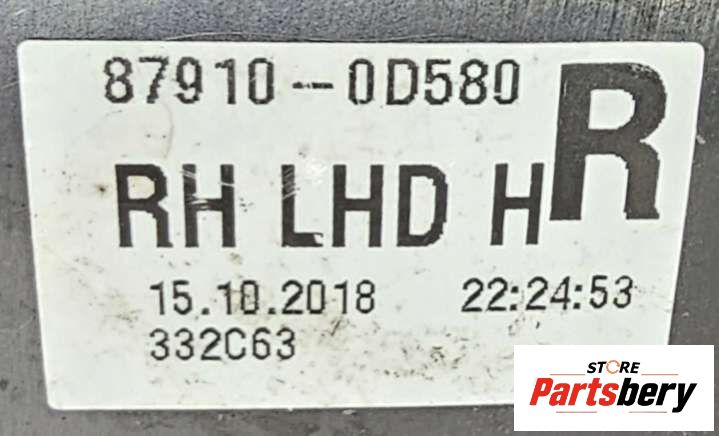 87910-0D580 R
RH LHD H
15.10.2018 22:24:53
332C63
STORE
Partsbery